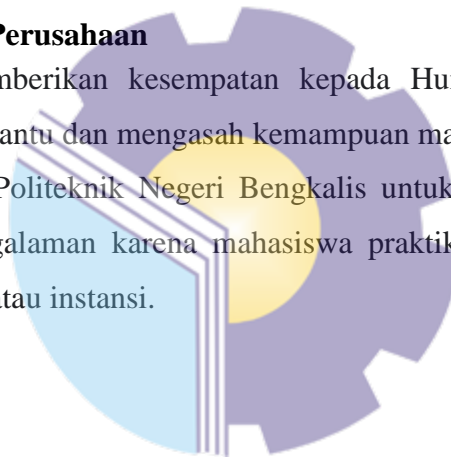 Perusahaan
mberikan kesempatan kepada Hu
antu dan mengasah kemampuan ma
Politeknik Negeri Bengkalis untuk
galaman karena mahasiswa praktik
atau instansi.